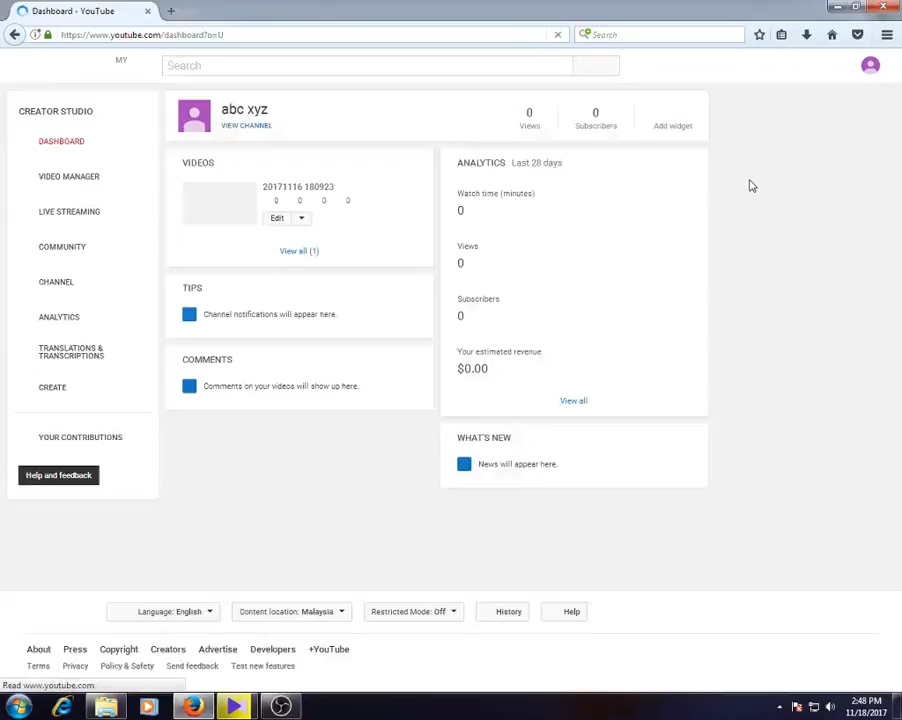 Dashboard - YouTube
https://www.youtube.com/dashboard?o=U
Search
MY
Search
CREATOR STUDIO
DASHBOARD
VIDEO MANAGER
LIVE STREAMING
COMMUNITY
CHANNEL
ANALYTICS
TRANSLATIONS &
TRANSCRIPTIONS
CREATE
YOUR CONTRIBUTIONS
Help and feedback
abc xyz
VIEW CHANNEL
0
Views
0
Subscribers
Add widget
VIDEOS
20171116 180923
0 0 0 0
Edit
View all (1)
TIPS
Channel notifications will appear here.
COMMENTS
Comments on your videos will show up here.
ANALYTICS Last 28 days
Watch time (minutes)
0
Views
0
Subscribers
0
Your estimated revenue
$0.00
View all
WHAT'S NEW
News will appear here.
Language: English
Content location: Malaysia
Restricted Mode: Off
History
Help
About Press Copyright Creators Advertise Developers +YouTube
Terms Privacy Policy & Safety Send feedback Test new features
Read www.youtube.com
2:48 PM
11/18/2017